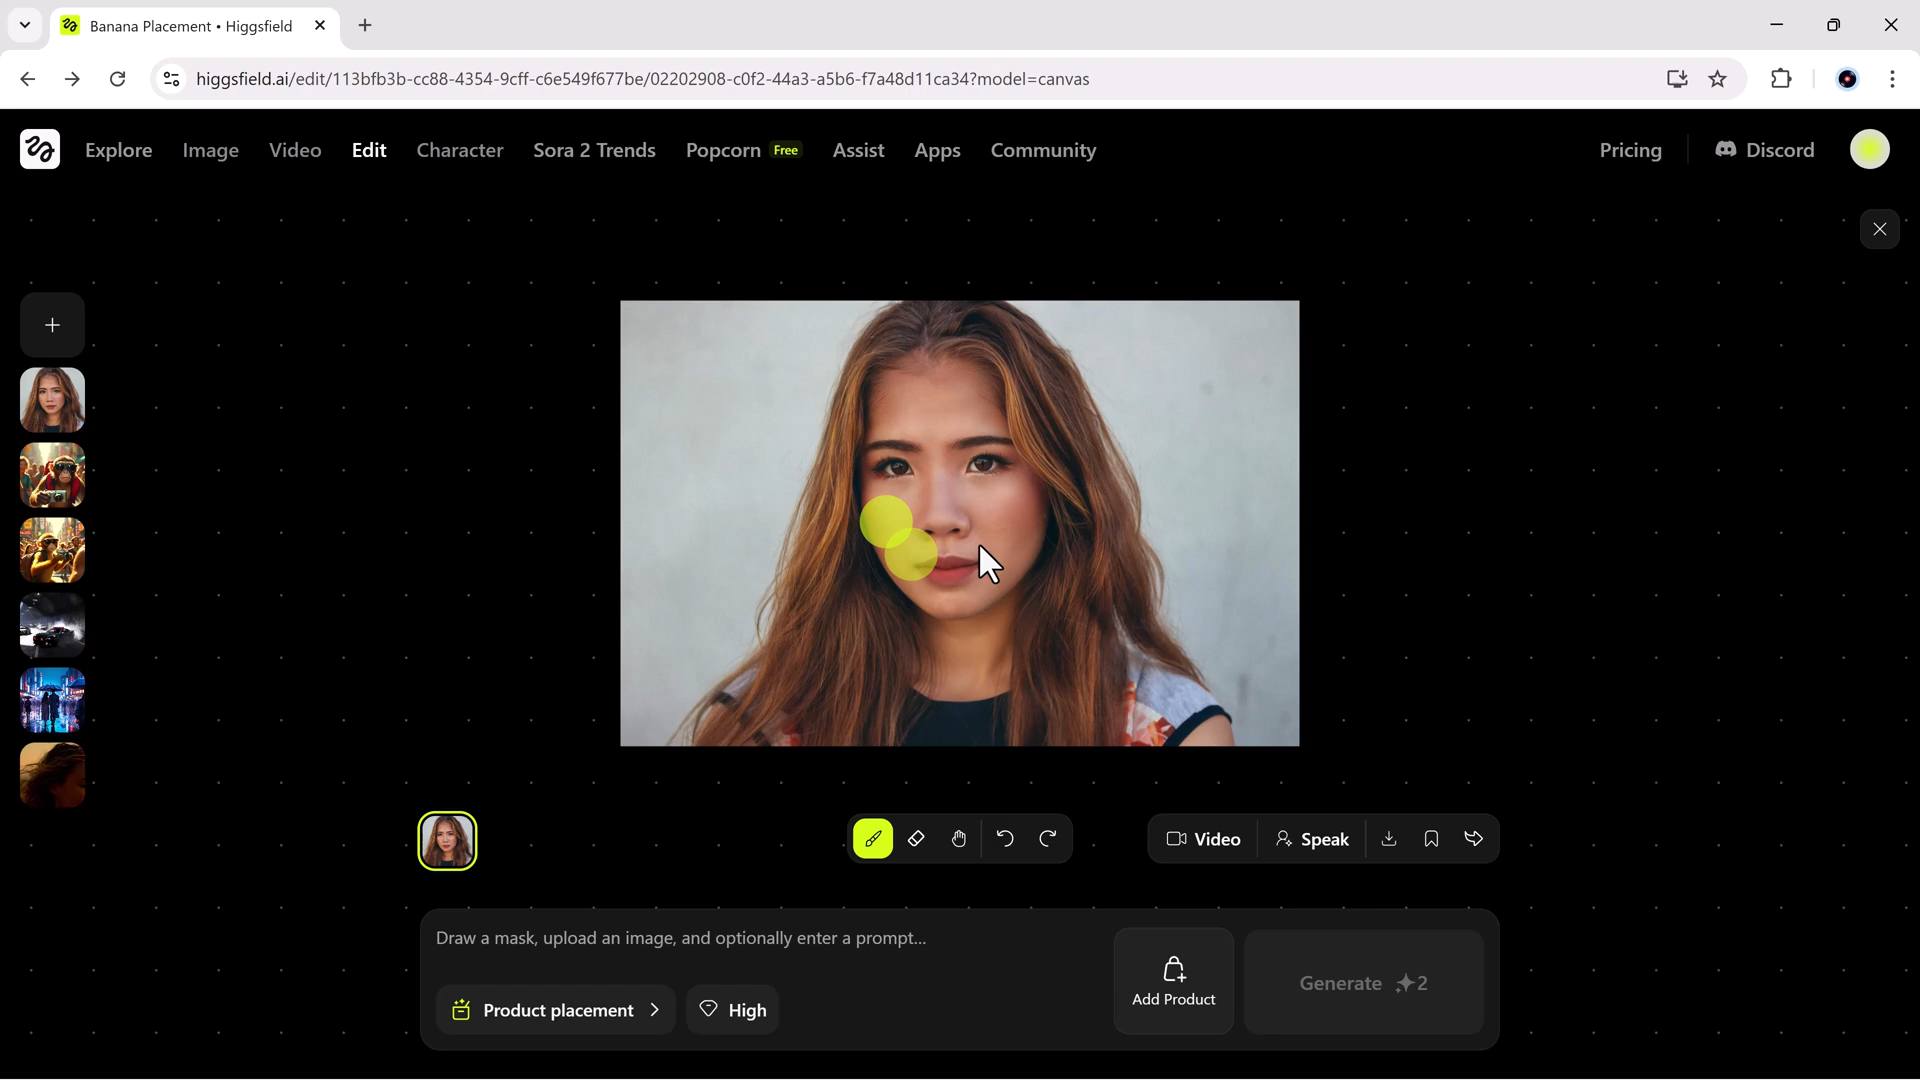 Banana Placement • Higgsfield
higgsfield.ai/edit/113bfb3b-cc88-4354-9cff-c6e549f677be/02202908-c0f2-44a3-a5b6-f7a48d11ca34?model=canvas
Explore Image Video Edit Character Sora 2 Trends Popcorn Free Assist Apps Community Pricing Discord
Video Speak
Draw a mask, upload an image, and optionally enter a prompt...
Add Product
Generate 2
Product placement High